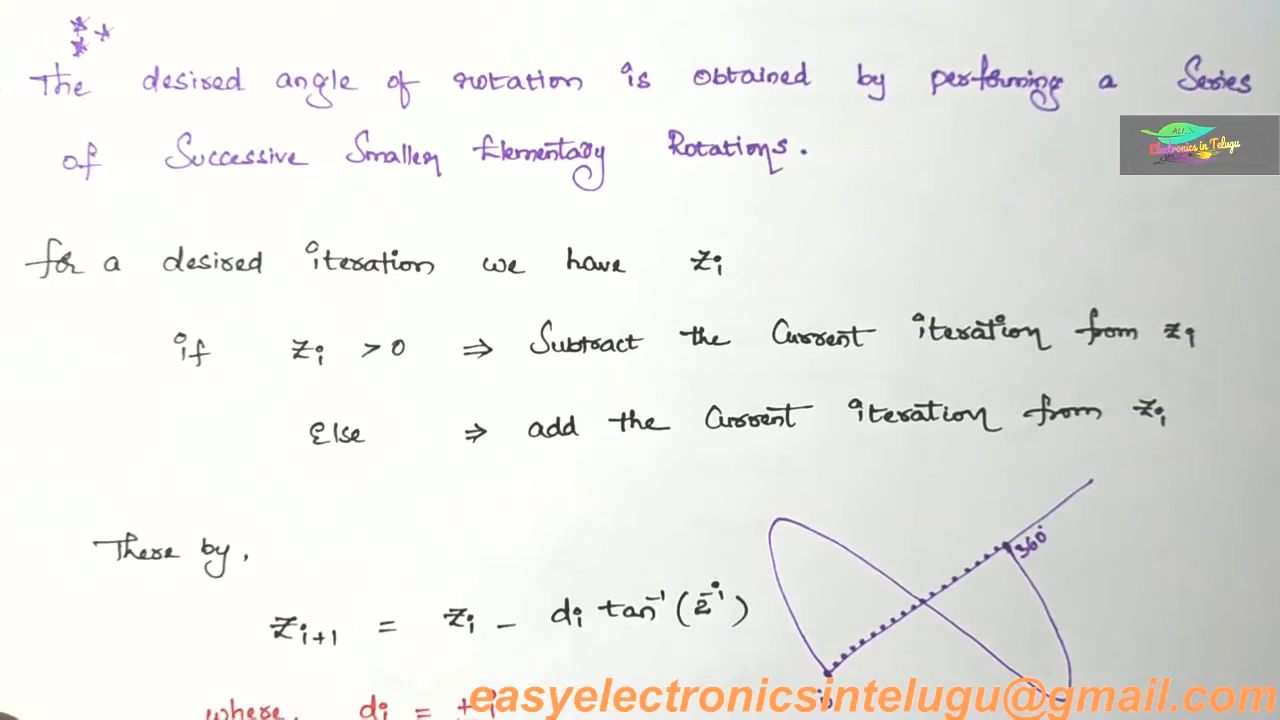 The desired angle of rotation is obtained by performing a Series
of Successive Smaller Elementary Rotations.
Electronics in Telugu
for a desired iteration we have Zi
if Zi > 0 ⇒ Subtract the Current iteration from Zi
Else ⇒ add the Current iteration from Zi
There by,
360°
Zi+1 = Zi - di tan⁻¹(2⁻ⁱ)
easyelectronicsintelugu@gmail.com
where, di =